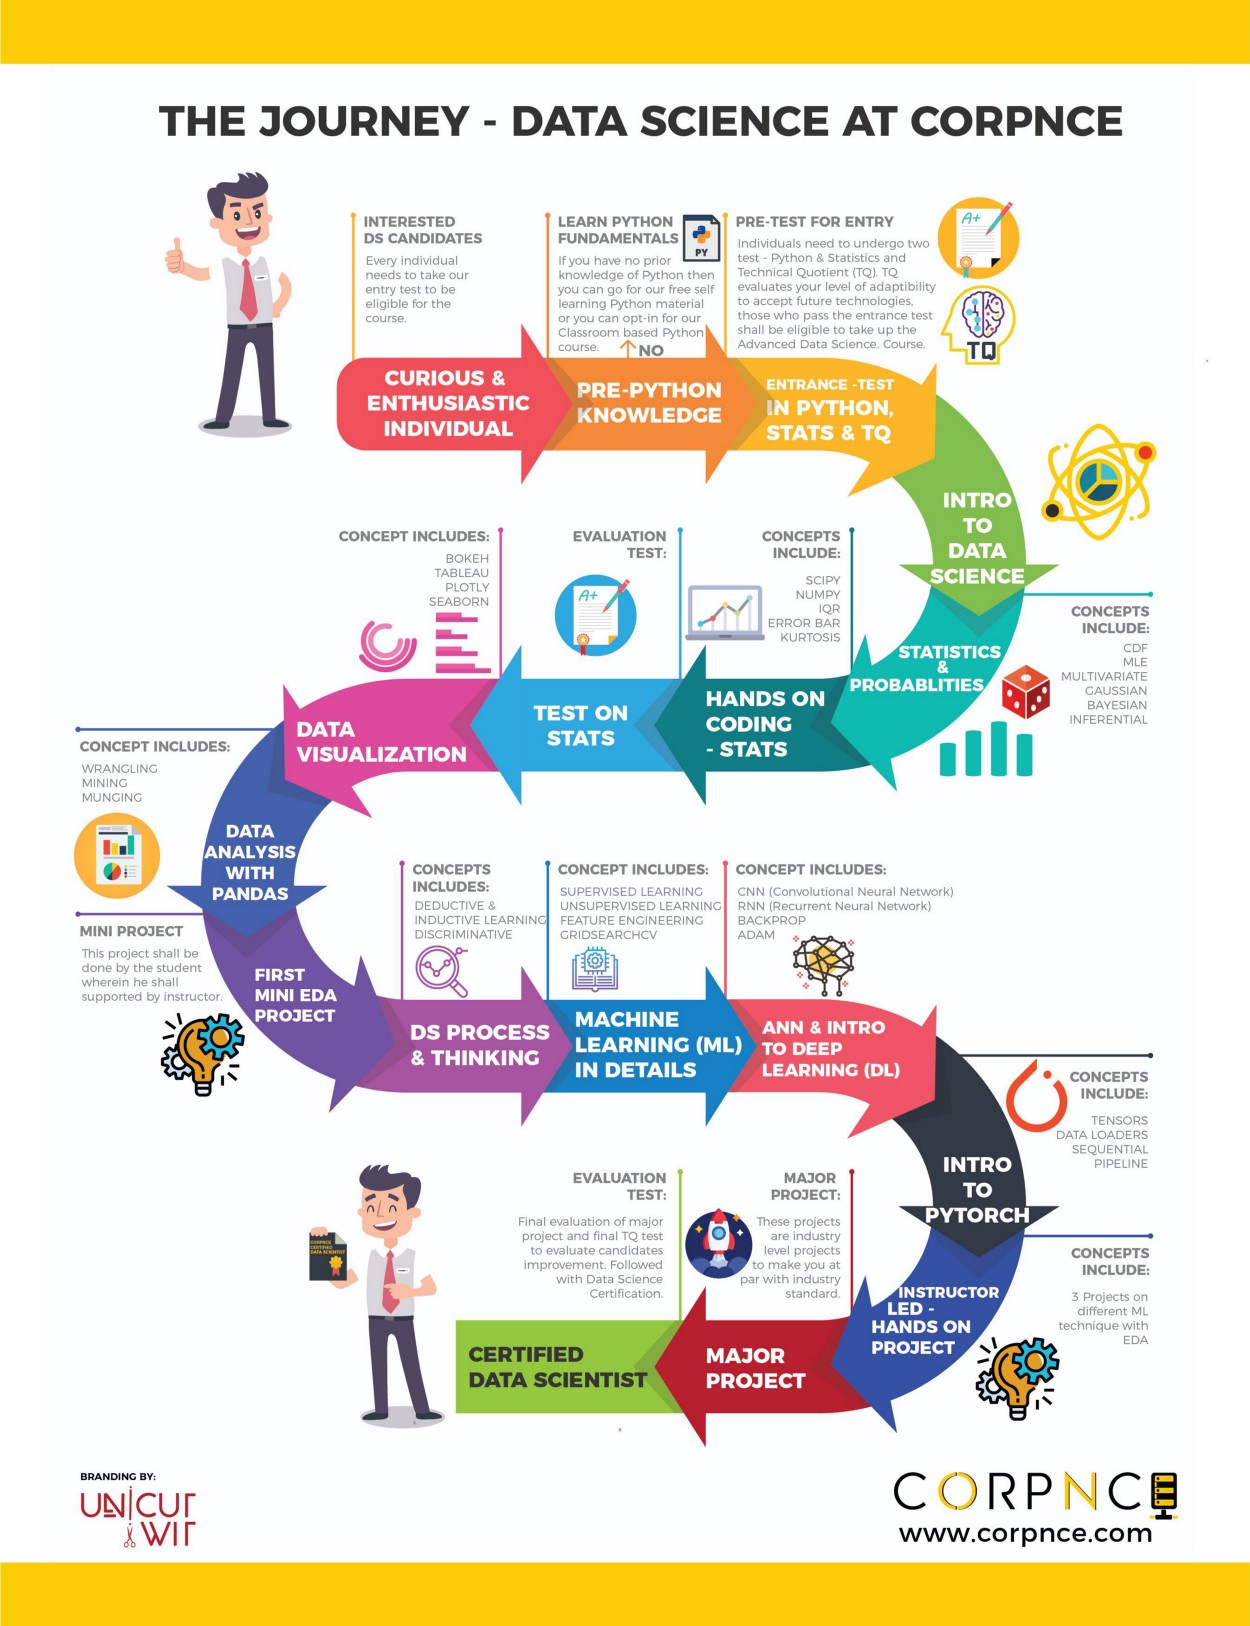 THE JOURNEY - DATA SCIENCE AT CORPNCE
INTERESTED
DS CANDIDATES
Every individual
needs to take our
entry test to be
eligible for the
course.
LEARN PYTHON
FUNDAMENTALS
PY
If you have no prior
knowledge of Python then
you can go for our free self
learning Python material
or you can opt-in for our
Classroom based Python
course.
NO
PRE-TEST FOR ENTRY
Individuals need to undergo two
test - Python & Statistics and
Technical Quotient (TQ). TQ
evaluates your level of adaptibility
to accept future technologies,
those who pass the entrance test
shall be eligible to take up the
Advanced Data Science. Course.
A+
TQ
CURIOUS &
ENTHUSIASTIC
INDIVIDUAL
PRE-PYTHON
KNOWLEDGE
ENTRANCE -TEST
IN PYTHON,
STATS & TQ
INTRO
TO
DATA
SCIENCE
CONCEPTS
INCLUDE:
CDF
MLE
MULTIVARIATE
GAUSSIAN
BAYESIAN
INFERENTIAL
STATISTICS
&
PROBABLITIES
CONCEPTS
INCLUDE:
SCIPY
NUMPY
IQR
ERROR BAR
KURTOSIS
HANDS ON
CODING
- STATS
EVALUATION
TEST:
A+
TEST ON
STATS
CONCEPT INCLUDES:
BOKEH
TABLEAU
PLOTLY
SEABORN
DATA
VISUALIZATION
CONCEPT INCLUDES:
WRANGLING
MINING
MUNGING
DATA
ANALYSIS
WITH
PANDAS
MINI PROJECT
This project shall be
done by the student
wherein he shall
supported by instructor.
FIRST
MINI EDA
PROJECT
CONCEPTS
INCLUDES:
DEDUCTIVE &
INDUCTIVE LEARNING
DISCRIMINATIVE
DS PROCESS
& THINKING
CONCEPT INCLUDES:
SUPERVISED LEARNING
UNSUPERVISED LEARNING
FEATURE ENGINEERING
GRIDSEARCHCV
MACHINE
LEARNING (ML)
IN DETAILS
CONCEPT INCLUDES:
CNN (Convolutional Neural Network)
RNN (Recurrent Neural Network)
BACKPROP
ADAM
ANN & INTRO
TO DEEP
LEARNING (DL)
CONCEPTS
INCLUDE:
TENSORS
DATA LOADERS
SEQUENTIAL
PIPELINE
INTRO
TO
PYTORCH
CONCEPTS
INCLUDE:
3 Projects on
different ML
technique with
EDA
INSTRUCTOR
LED -
HANDS ON
PROJECT
MAJOR
PROJECT:
These projects
are industry
level projects
to make you at
par with industry
standard.
MAJOR
PROJECT
EVALUATION
TEST:
Final evaluation of major
project and final TQ test
to evaluate candidates
improvement. Followed
with Data Science
Certification.
CERTIFIED
DATA SCIENTIST
CORPNCE
CERTIFIED
DATA SCIENTIST
BRANDING BY:
UNICUT
WIT
CORPNCE
www.corpnce.com